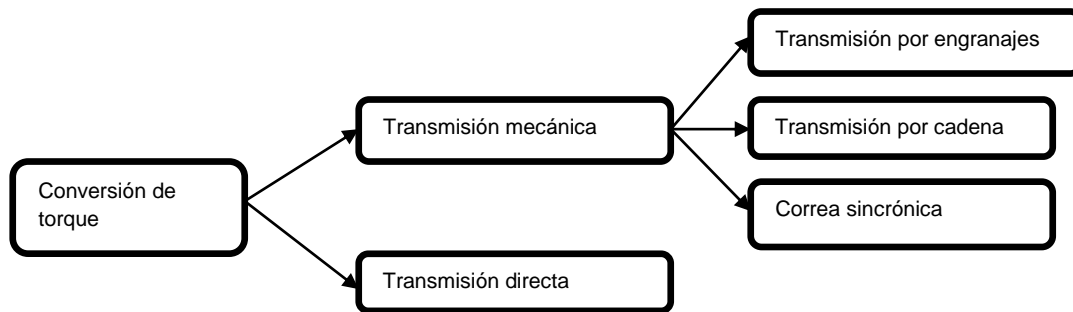 Conversión de
torque
Transmisión mecánica
Transmisión directa
Transmisión por engranajes
Transmisión por cadena
Correa sincrónica